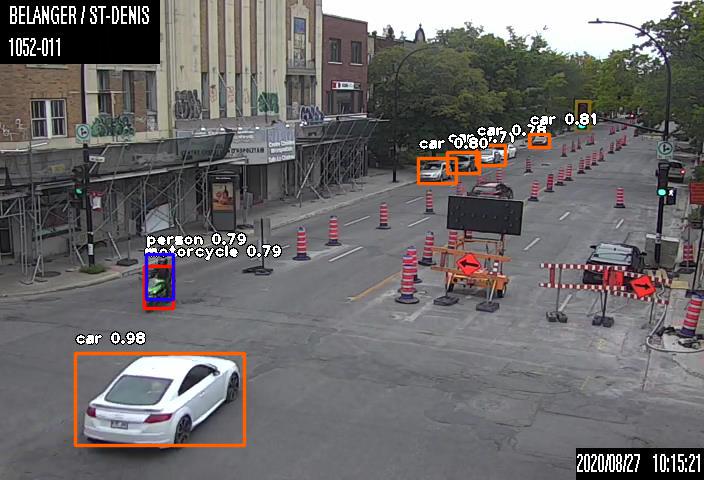 BELANGER / ST-DENIS
1052-011
car 0.81
car 0.78
car 0.80
person 0.79
motorcycle 0.79
car 0.98
2020/08/27 10:15:21